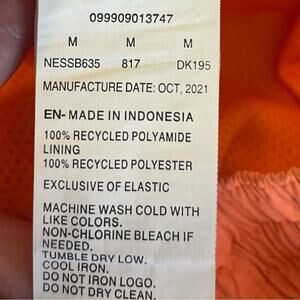 099909013747
M M M
NESSB635 817 DK195
MANUFACTURE DATE: OCT, 2021
EN- MADE IN INDONESIA
100% RECYCLED POLYAMIDE
LINING
100% RECYCLED POLYESTER
EXCLUSIVE OF ELASTIC
MACHINE WASH COLD WITH
LIKE COLORS.
NON-CHLORINE BLEACH IF
NEEDED.
TUMBLE DRY LOW.
COOL IRON.
DO NOT IRON LOGO.
DO NOT DRY CLEAN.